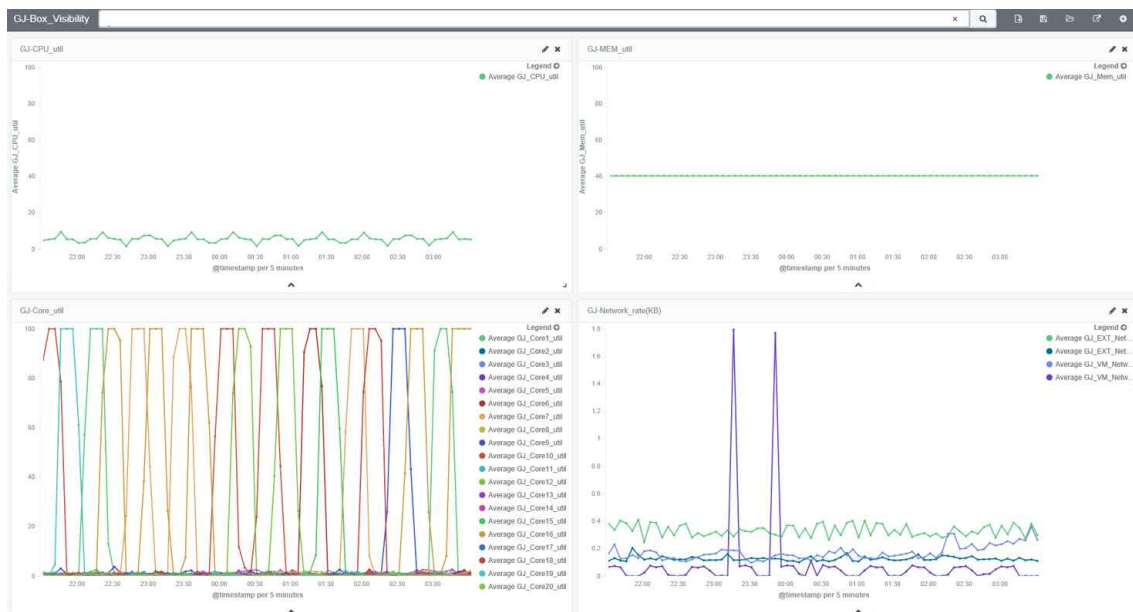 GJ-Box_Visibility
GJ-CPU_util
Legend
Average GJ_CPU_util
100
80
60
40
20
0
Average GJ_CPU_util
22:00 22:30 23:00 23:30 00:00 00:30 01:00 01:30 02:00 02:30 03:00
@timestamp per 5 minutes
GJ-MEM_util
Legend
Average GJ_Mem_util
100
80
60
40
20
0
Average GJ_Mem_util
22:00 22:30 23:00 23:30 00:00 00:30 01:00 01:30 02:00 02:30 03:00
@timestamp per 5 minutes
GJ-Core_util
Legend
Average GJ_Core1_util
Average GJ_Core2_util
Average GJ_Core3_util
Average GJ_Core4_util
Average GJ_Core5_util
Average GJ_Core6_util
Average GJ_Core7_util
Average GJ_Core8_util
Average GJ_Core9_util
Average GJ_Core10_util
Average GJ_Core11_util
Average GJ_Core12_util
Average GJ_Core13_util
Average GJ_Core14_util
Average GJ_Core15_util
Average GJ_Core16_util
Average GJ_Core17_util
Average GJ_Core18_util
Average GJ_Core19_util
Average GJ_Core20_util
100
80
60
40
20
0
22:00 22:30 23:00 23:30 00:00 00:30 01:00 01:30 02:00 02:30 03:00
@timestamp per 5 minutes
GJ-Network_rate(KB)
Legend
Average GJ_EXT_Net...
Average GJ_EXT_Net...
Average GJ_VM_Netw...
Average GJ_VM_Netw...
1.8
1.6
1.4
1.2
1
0.8
0.6
0.4
0.2
0
22:00 22:30 23:00 23:30 00:00 00:30 01:00 01:30 02:00 02:30 03:00
@timestamp per 5 minutes